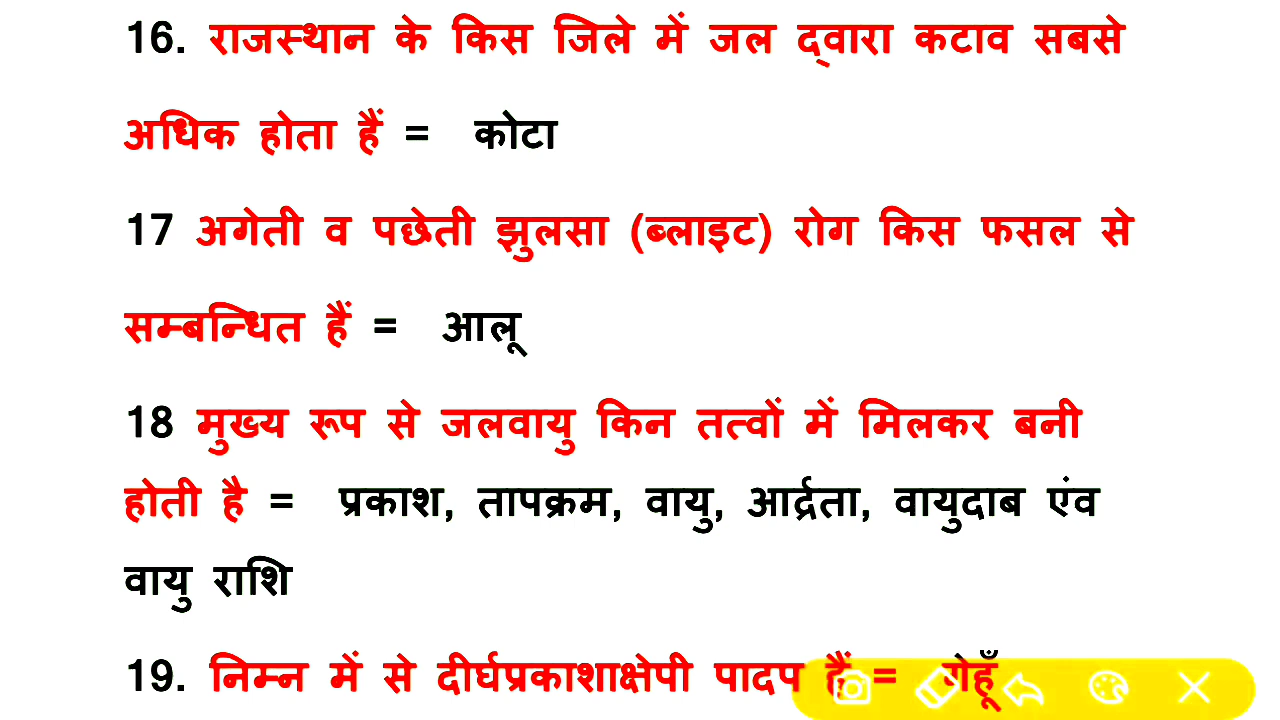 16. राजस्थान के किस जिले में जल द्वारा कटाव सबसे
अधिक होता हैं = कोटा
17 अगेती व पछेती झुलसा (ब्लाइट) रोग किस फसल से
सम्बन्धित हैं = आलू
18 मुख्य रूप से जलवायु किन तत्वों में मिलकर बनी
होती है = प्रकाश, तापक्रम, वायु, आर्द्रता, वायुदाब एंव
वायु राशि
19. निम्न में से दीर्घप्रकाशाक्षेपी पादप हैं = गेहूँ